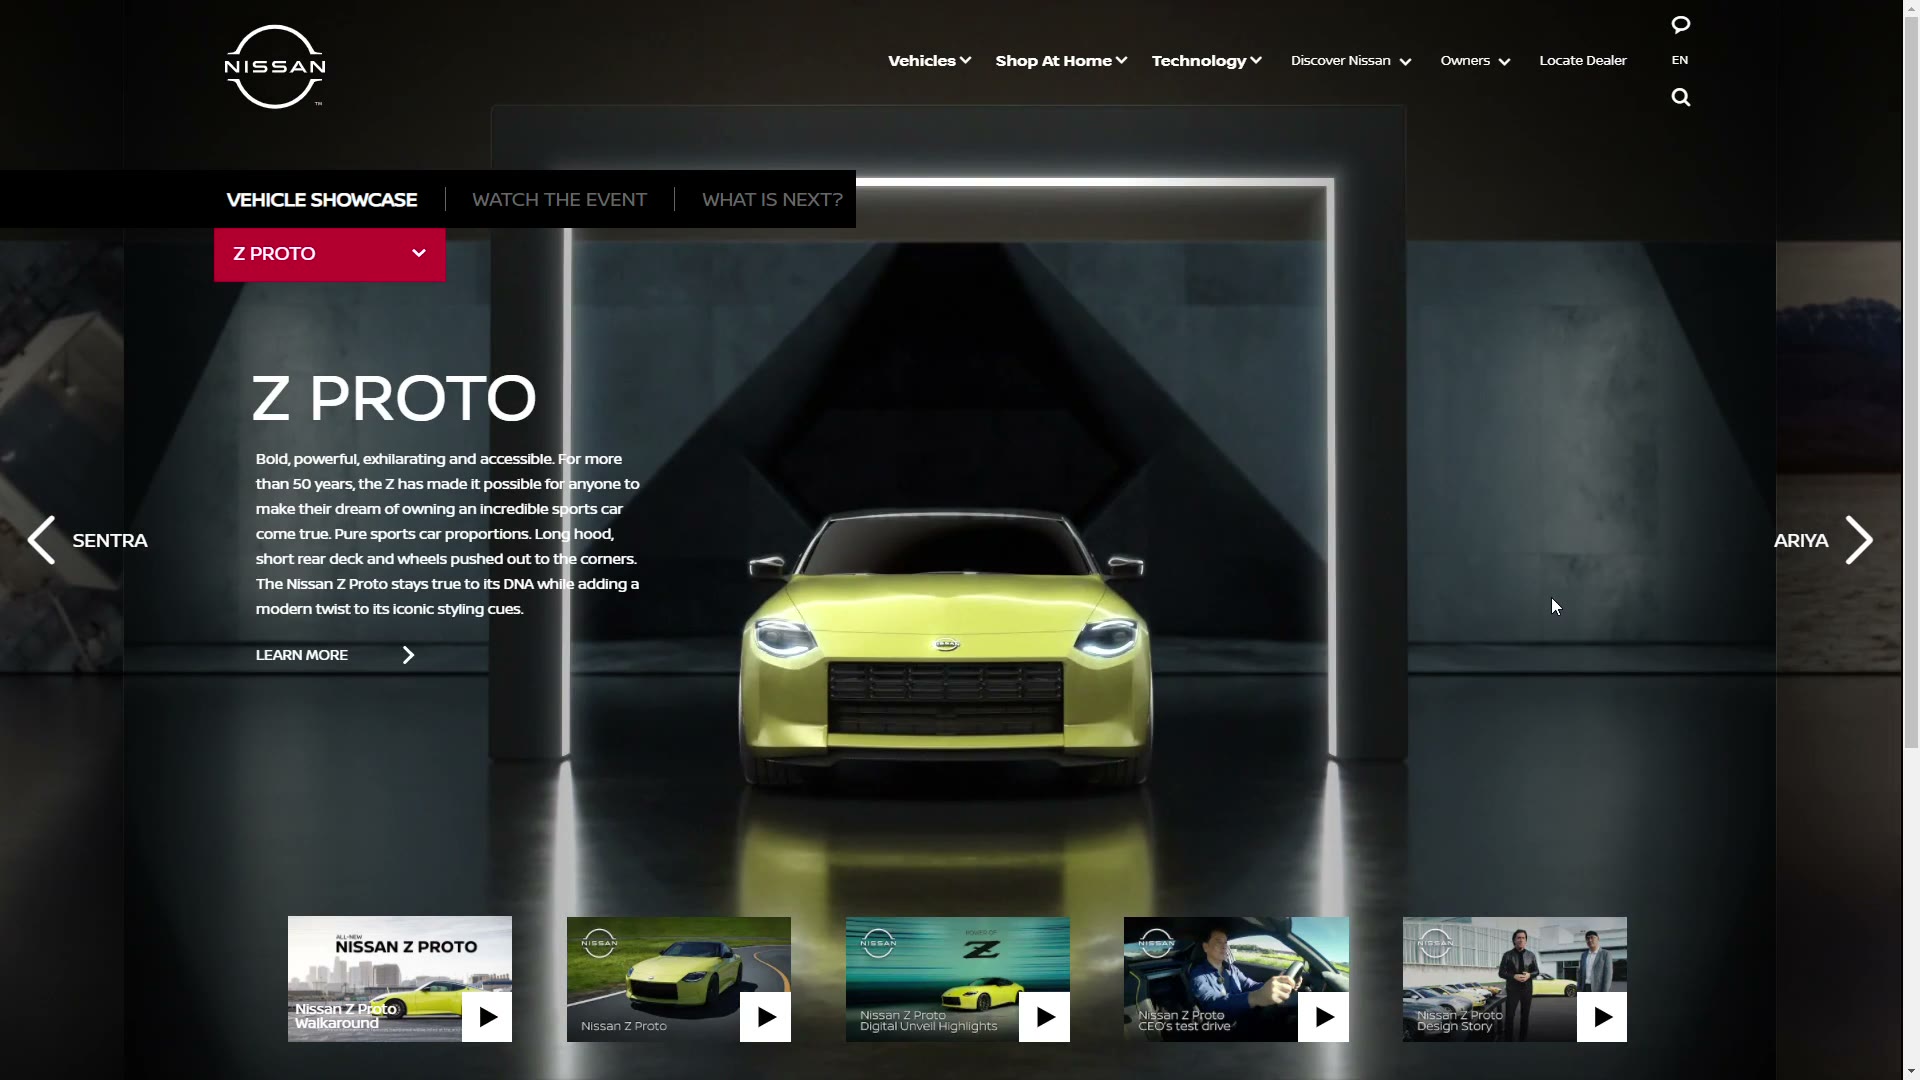 NISSAN
TM
Vehicles
Shop At Home
Technology
Discover Nissan
Owners
Locate Dealer
EN
VEHICLE SHOWCASE
WATCH THE EVENT
WHAT IS NEXT?
Z PROTO
Z PROTO
Bold, powerful, exhilarating and accessible. For more
than 50 years, the Z has made it possible for anyone to
make their dream of owning an incredible sports car
come true. Pure sports car proportions. Long hood,
short rear deck and wheels pushed out to the corners.
The Nissan Z Proto stays true to its DNA while adding a
modern twist to its iconic styling cues.
SENTRA
ARIYA
LEARN MORE
ALL-NEW
NISSAN Z PROTO
Nissan Z Proto
Walkaround
NISSAN
Nissan Z Proto
NISSAN
POWER OF
Z
Nissan Z Proto
Digital Unveil Highlights
NISSAN
Nissan Z Proto
CEO's test drive
NISSAN
Nissan Z Proto
Design Story